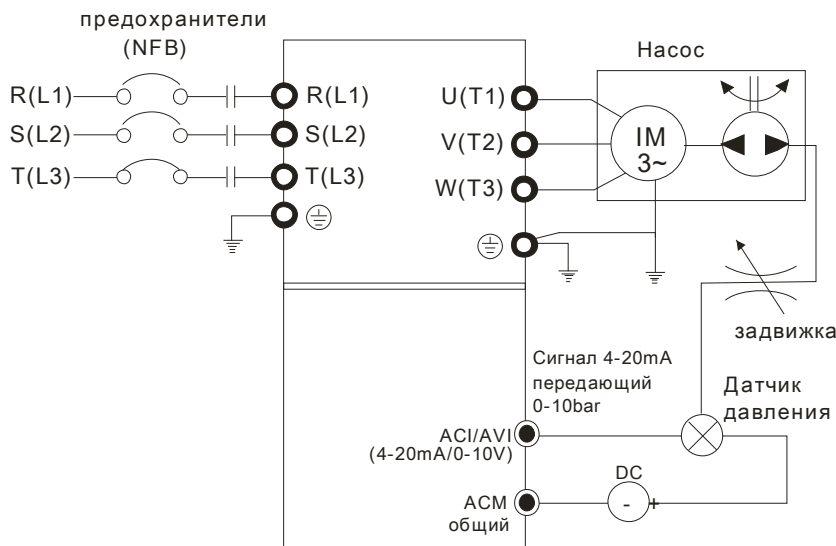 предохранители
(NFB)
Насос
R(L1)
R(L1)
U(T1)
S(L2)
S(L2)
V(T2)
IM
3~
T(L3)
T(L3)
W(T3)
задвижка
Сигнал 4-20mA
передающий
0-10bar
Датчик
давления
ACI/AVI
(4-20mA/0-10V)
DC
- +
ACM
общий